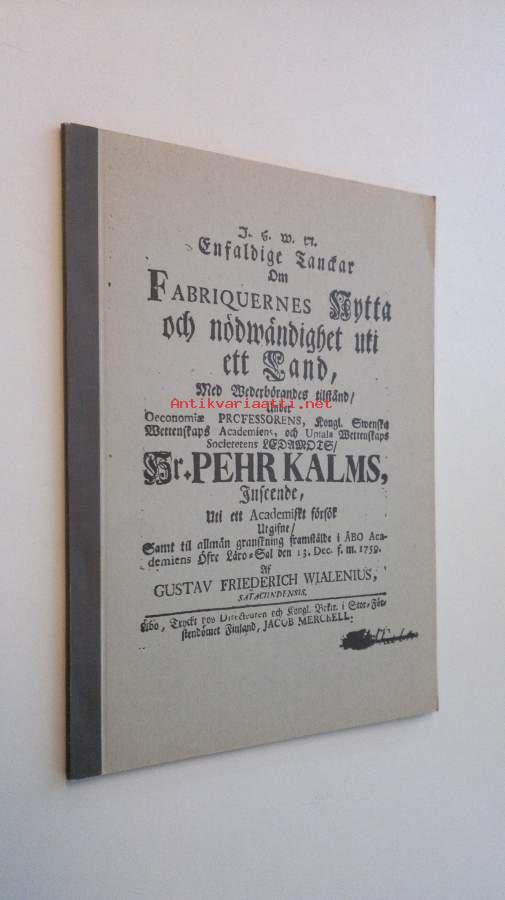 J. G. W. N.
Enfaldige Tanckar
Om
FABRIQUERNES Nytta
och nödwändighet uti
ett Land,
Med Wederbörandes tilstånd/
Antikvariaatti.net
Under
Oeconomiæ PROFESSORENS, Kongl. Swenska
Wettenskaps Academiens, och Upsala Wettenskaps
Societetens LEDAMOTS/
Hr. PEHR KALMS,
Inseende,
Uti ett Academiskt försök
Utgifne/
Samt til allmän granskning framstälde i ÅBO Aca-
demiens Öfre Läro-Sal den 13. Dec. f. m. 1759.
Af
GUSTAV FRIEDERICH WIALENIUS,
SATACUNDENSIS.
Åbo, Tryckt hos Directeuren och Kongl. Boktr. i Stor-För-
stendömet Finland, JACOB MERCKELL.